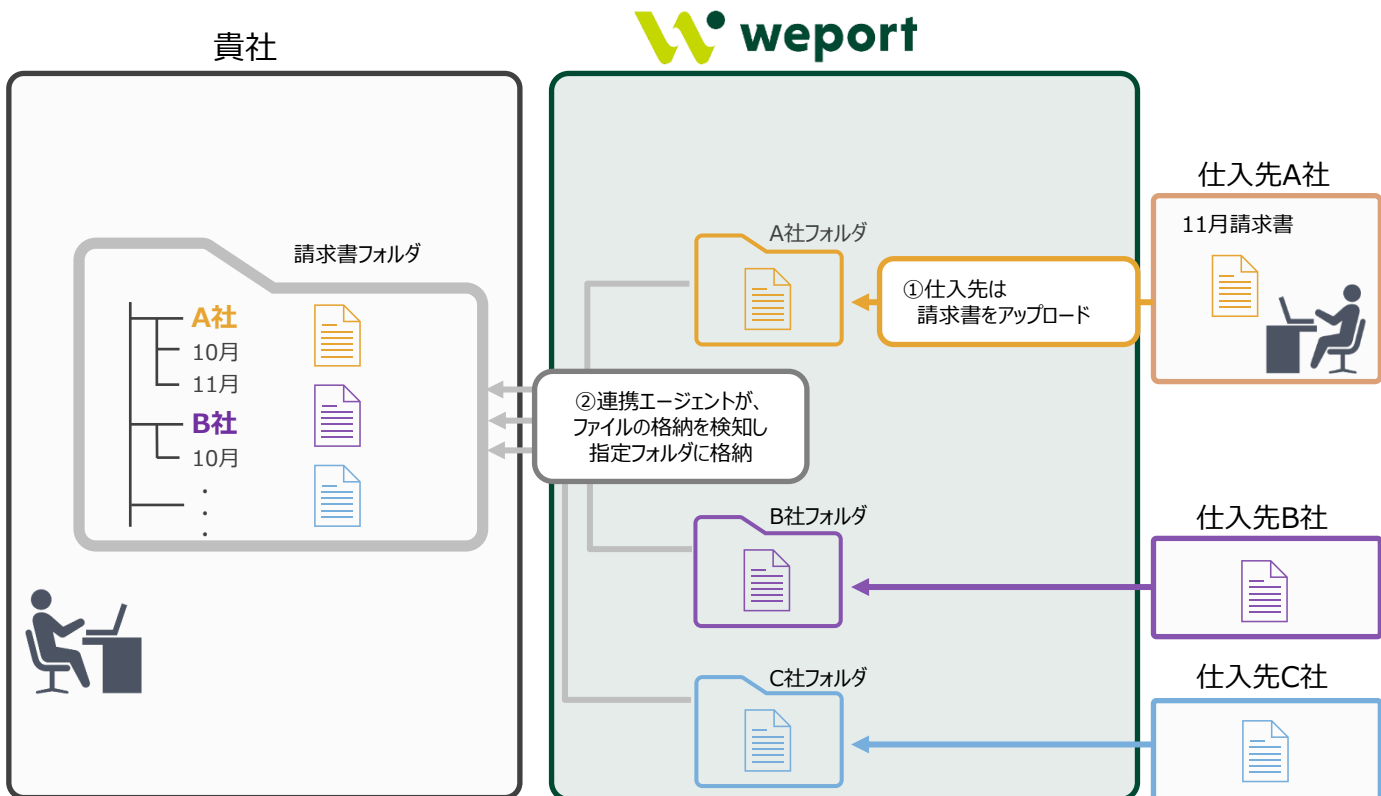 貴社
weport
請求書フォルダ
A社
10月
11月
B社
10月
・
・
・
②連携エージェントが、
ファイルの格納を検知し
指定フォルダに格納
A社フォルダ
①仕入先は
請求書をアップロード
B社フォルダ
C社フォルダ
仕入先A社
11月請求書
仕入先B社
仕入先C社